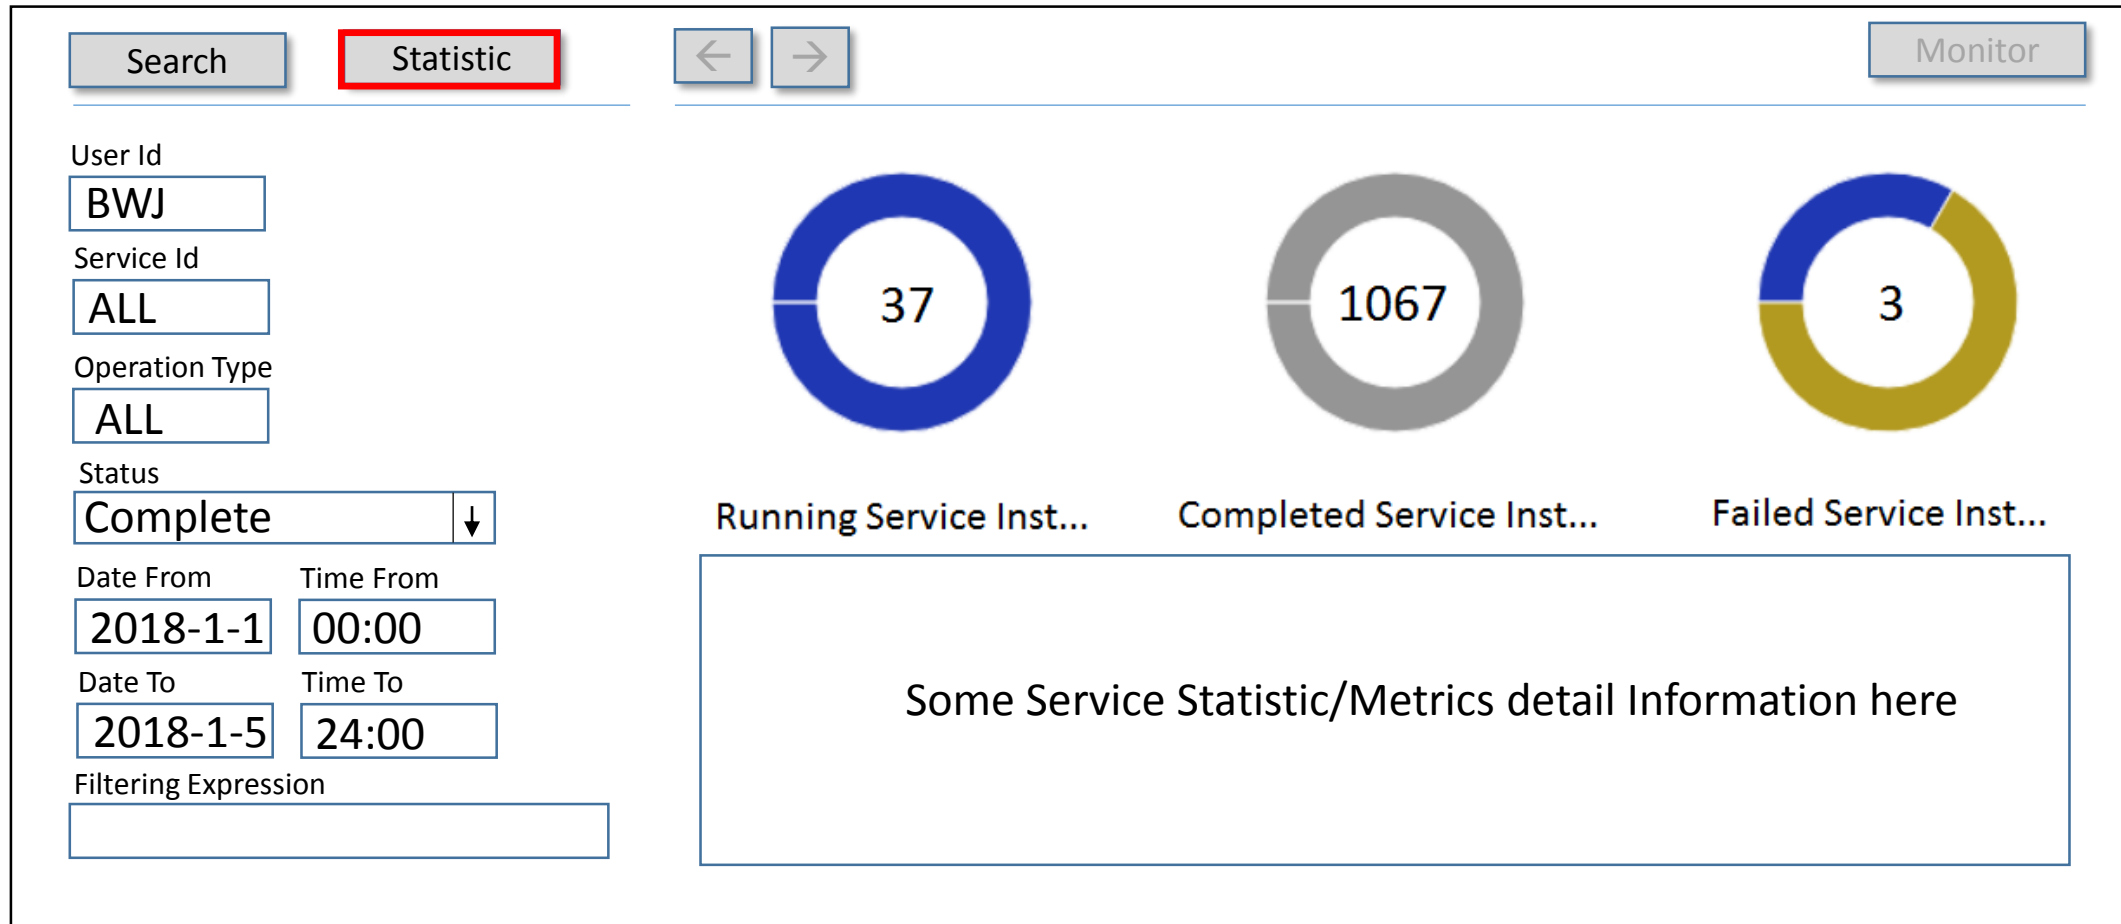 Search
Statistic
←
→
Monitor
User Id
BWJ
Service Id
ALL
Operation Type
ALL
Status
Complete
Date From
Time From
2018-1-1
00:00
Date To
Time To
2018-1-5
24:00
Filtering Expression
37
1067
3
Running Service Inst...
Completed Service Inst...
Failed Service Inst...
Some Service Statistic/Metrics detail Information here